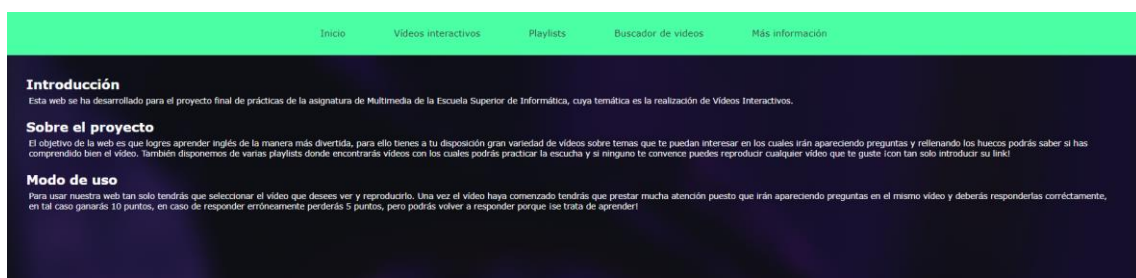 Inicio Vídeos interactivos Playlists Buscador de videos Más información
Introducción
Esta web se ha desarrollado para el proyecto final de prácticas de la asignatura de Multimedia de la Escuela Superior de Informática, cuya temática es la realización de Vídeos Interactivos.
Sobre el proyecto
El objetivo de la web es que logres aprender inglés de la manera más divertida, para ello tienes a tu disposición gran variedad de vídeos sobre temas que te puedan interesar en los cuales irán apareciendo preguntas y rellenando los huecos podrás saber si has
comprendido bien el vídeo. También disponemos de varias playlists donde encontrarás vídeos con los cuales podrás practicar la escucha y si ninguno te convence puedes reproducir cualquier vídeo que te guste ¡con tan solo introducir su link!
Modo de uso
Para usar nuestra web tan solo tendrás que seleccionar el vídeo que desees ver y reproducirlo. Una vez el vídeo haya comenzado tendrás que prestar mucha atención puesto que irán apareciendo preguntas en el mismo vídeo y deberás responderlas corréctamente,
en tal caso ganarás 10 puntos, en caso de responder erróneamente perderás 5 puntos, pero podrás volver a responder porque ¡se trata de aprender!